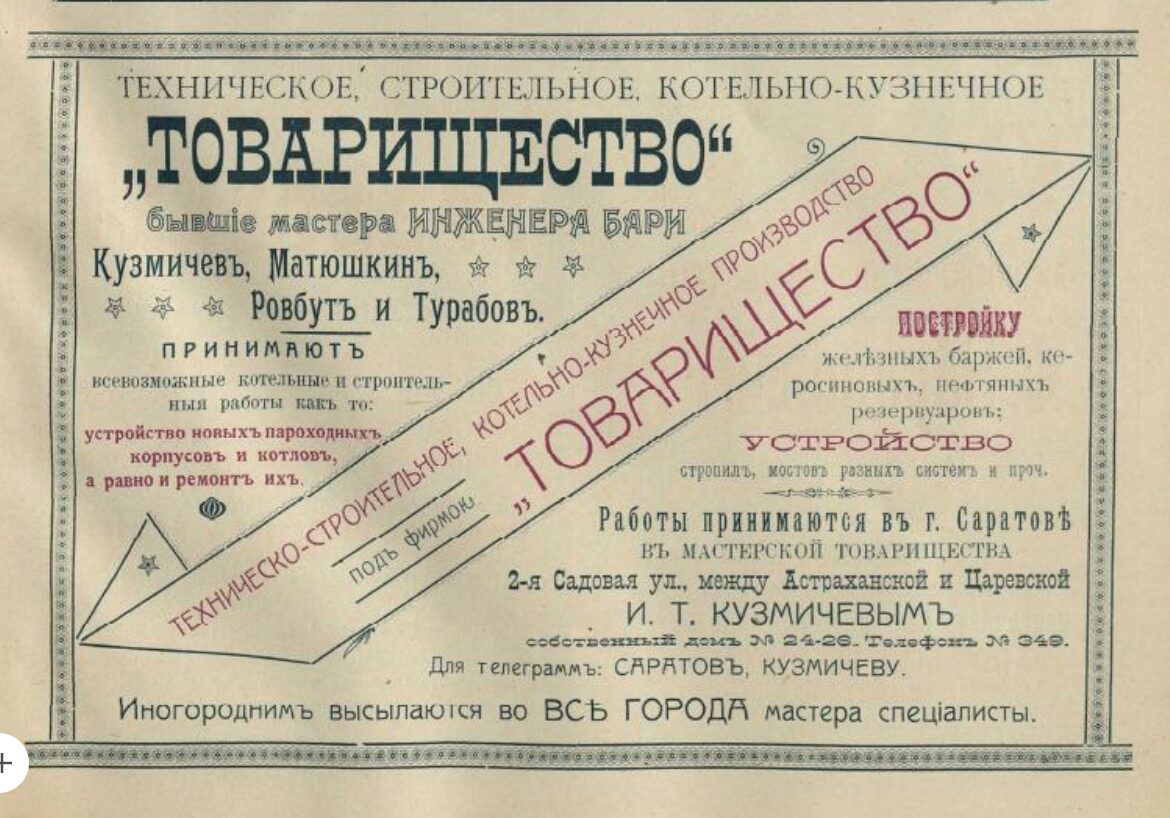 ТЕХНИЧЕСКОЕ, СТРОИТЕЛЬНОЕ, КОТЕЛЬНО-КУЗНЕЧНОЕ
„ТОВАРИЩЕСТВО“
бывшіе мастера ИНЖЕНЕРА БАРИ
Кузмичевъ, Матюшкинъ,
Ровбутъ и Турабовъ.
ПРИНИМАЮТЪ
всевозможные котельные и строитель-
ныя работы какъ то:
устройство новыхъ пароходныхъ
корпусовъ и котловъ,
а равно и ремонтъ ихъ.
ТЕХНИЧЕСКО-СТРОИТЕЛЬНОЕ, КОТЕЛЬНО-КУЗНЕЧНОЕ ПРОИЗВОДСТВО
подъ фирмою
„ТОВАРИЩЕСТВО“
ПОСТРОЙКУ
желѣзныхъ баржей, ке-
росиновыхъ, нефтяныхъ
резервуаровъ;
УСТРОЙСТВО
стропилъ, мостовъ разныхъ системъ и проч.
Работы принимаются въ г. Саратовѣ
ВЪ МАСТЕРСКОЙ ТОВАРИЩЕСТВА
2-я Садовая ул., между Астраханской и Царевской
И. Т. КУЗМИЧЕВЫМЪ
собственный домъ № 24-26. Телефонъ № 349.
Для телеграммъ: САРАТОВЪ, КУЗМИЧЕВУ.
Иногороднимъ высылаются во ВСѢ ГОРОДА мастера спеціалисты.